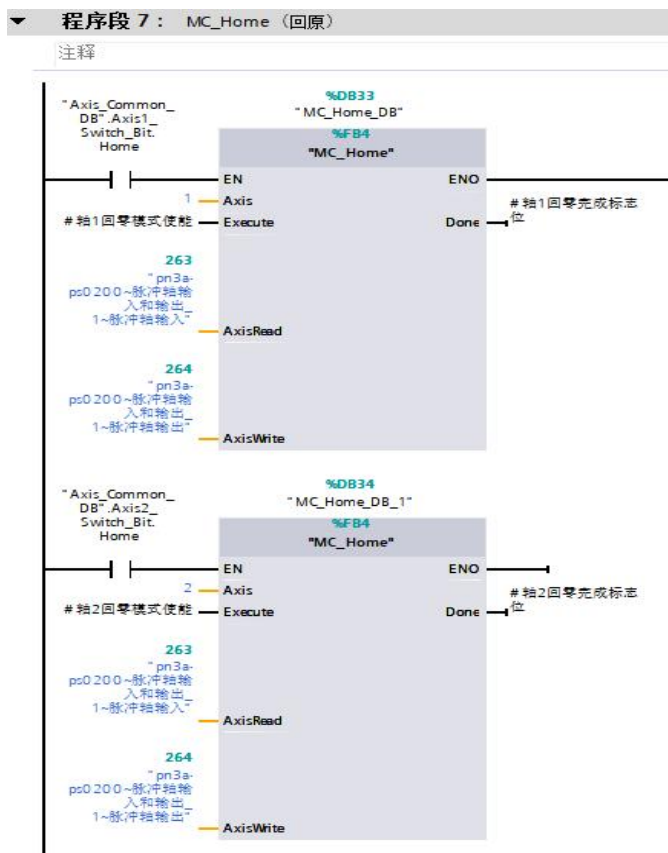 程序段 7： MC_Home（回原）
注释
"Axis_Common_
DB".Axis1_
Switch_Bit.
Home
%DB33
"MC_Home_DB"
%FB4
"MC_Home"
EN
ENO
1
Axis
#轴1回零模式使能
Execute
Done
#轴1回零完成标志
位
263
"pn3a-
ps0200~脉冲轴输
入和输出_
1~脉冲轴输入"
AxisRead
264
"pn3a-
ps0200~脉冲轴输
入和输出_
1~脉冲轴输出"
AxisWrite
"Axis_Common_
DB".Axis2_
Switch_Bit.
Home
%DB34
"MC_Home_DB_1"
%FB4
"MC_Home"
EN
ENO
2
Axis
#轴2回零模式使能
Execute
Done
#轴2回零完成标志
位
263
"pn3a-
ps0200~脉冲轴输
入和输出_
1~脉冲轴输入"
AxisRead
264
"pn3a-
ps0200~脉冲轴输
入和输出_
1~脉冲轴输出"
AxisWrite